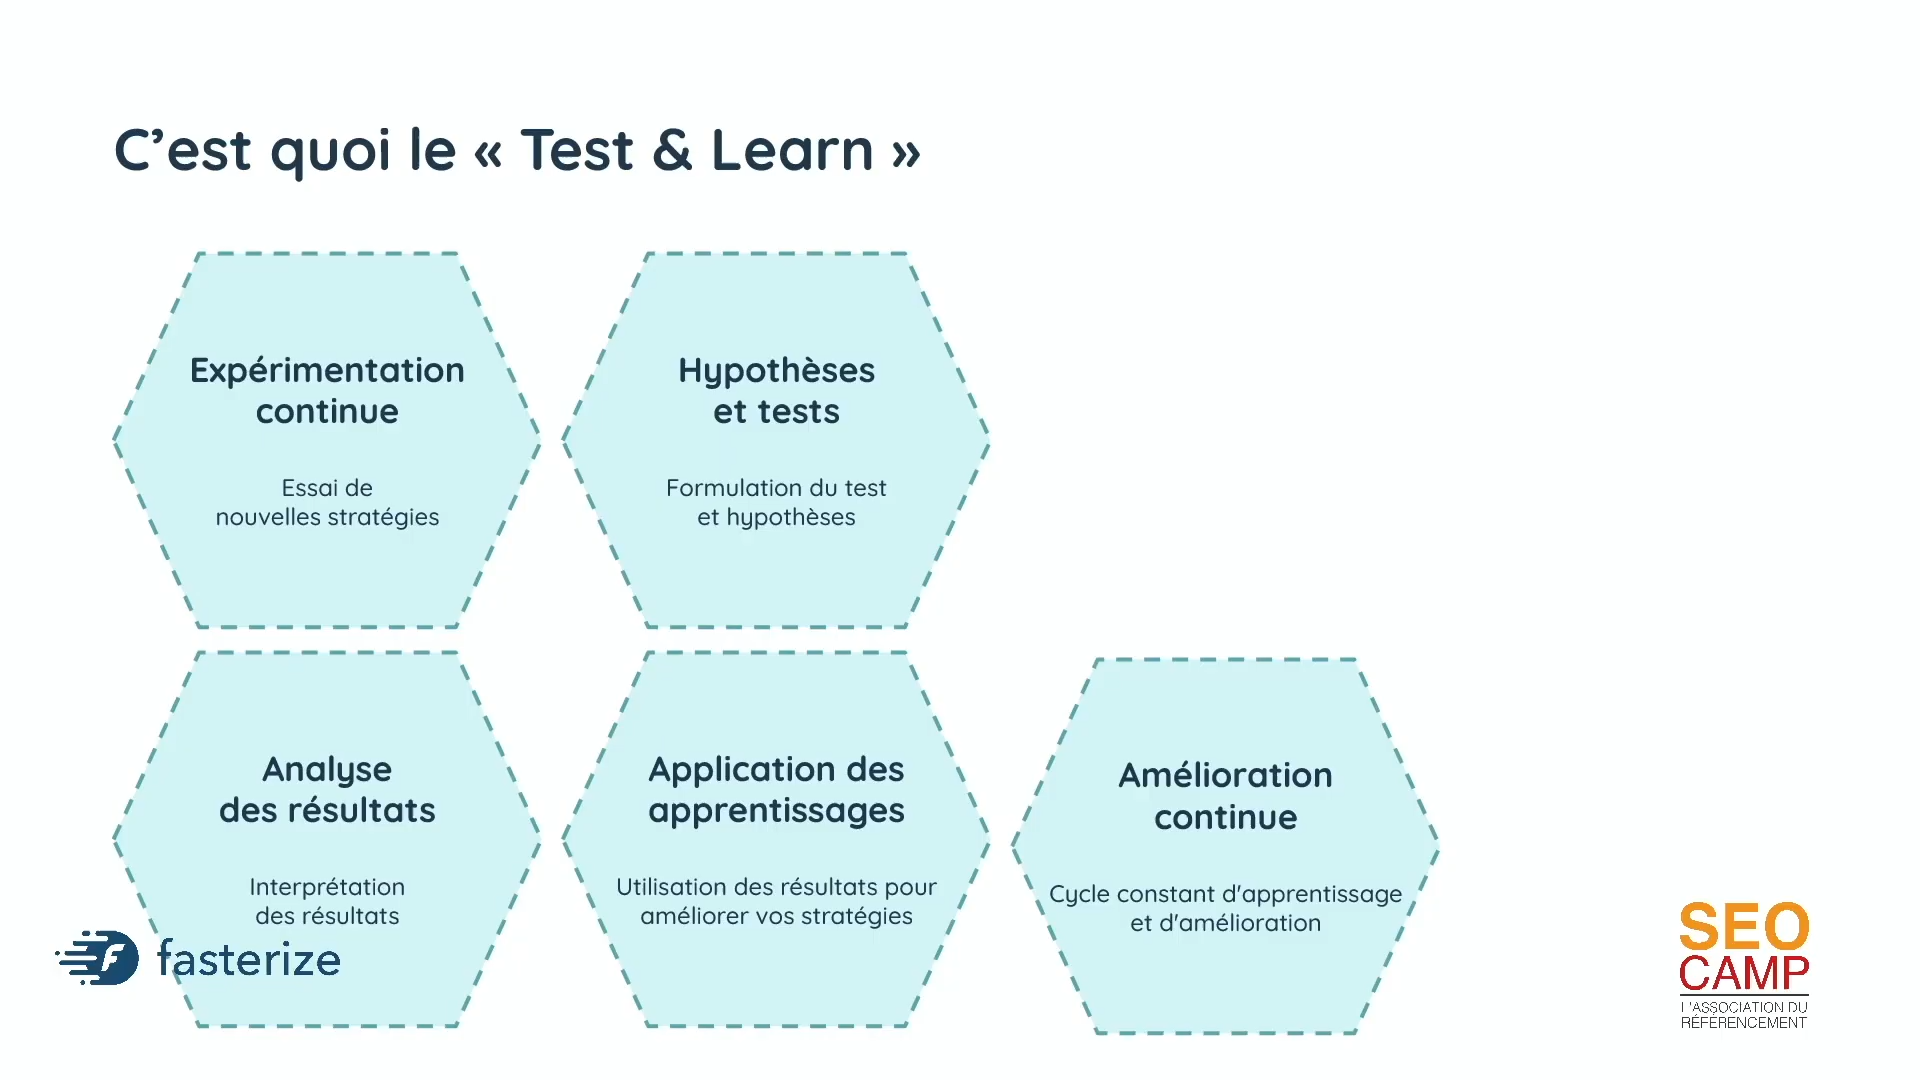 C’est quoi le « Test & Learn »
Expérimentation
continue
Essai de
nouvelles stratégies
Hypothèses
et tests
Formulation du test
et hypothèses
Analyse
des résultats
Interprétation
des résultats
Application des
apprentissages
Utilisation des résultats pour
améliorer vos stratégies
Amélioration
continue
Cycle constant d'apprentissage
et d'amélioration
fasterize
SEO
CAMP
L'ASSOCIATION DU
RÉFÉRENCEMENT